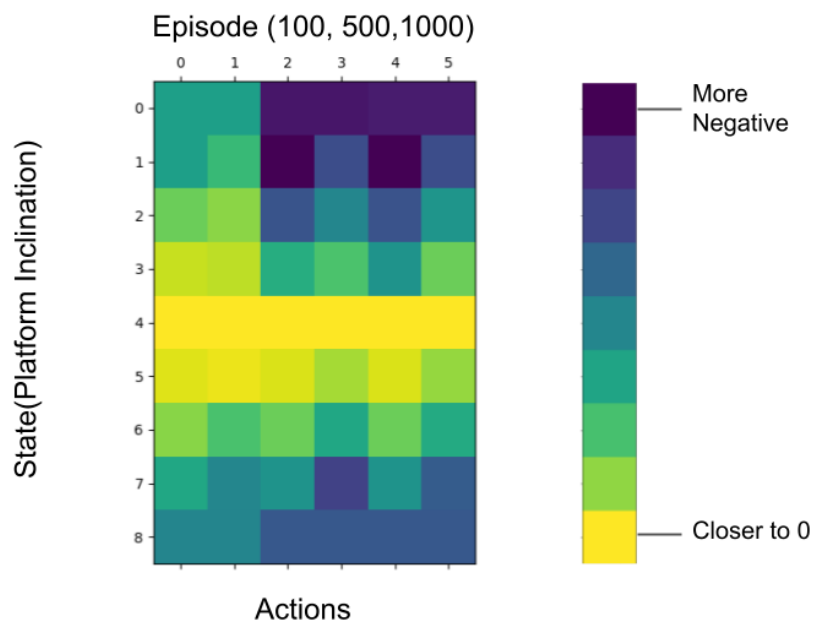 Episode (100, 500,1000)
0 1 2 3 4 5
0
1
2
3
4
5
6
7
8
State(Platform Inclination)
Actions
More
Negative
Closer to 0